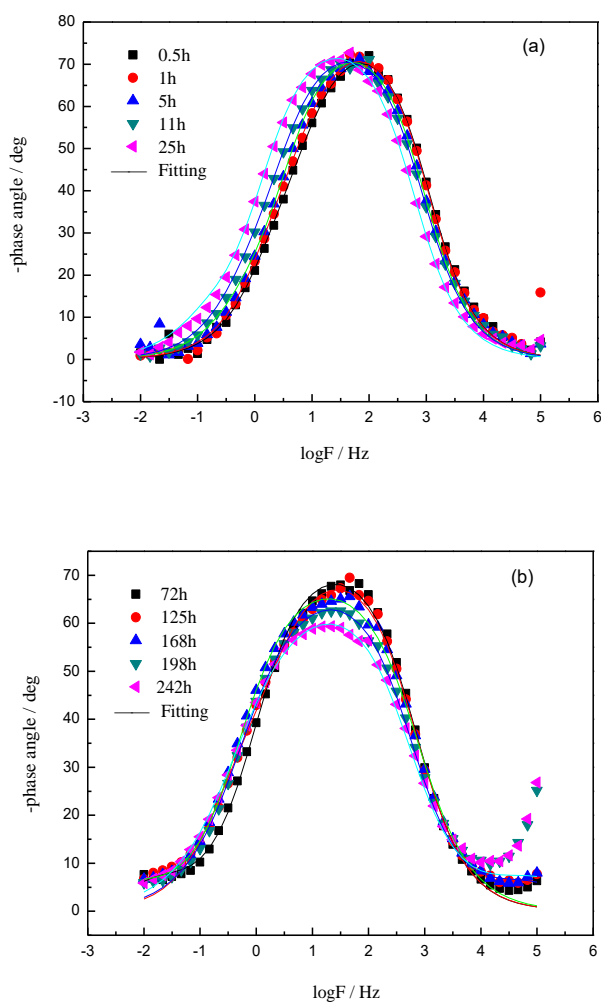 (a)
0.5h
1h
5h
11h
25h
Fitting
-phase angle / deg
80
70
60
50
40
30
20
10
0
-10
-3 -2 -1 0 1 2 3 4 5 6
logF / Hz
(b)
72h
125h
168h
198h
242h
Fitting
-phase angle / deg
70
60
50
40
30
20
10
0
-3 -2 -1 0 1 2 3 4 5 6
logF / Hz